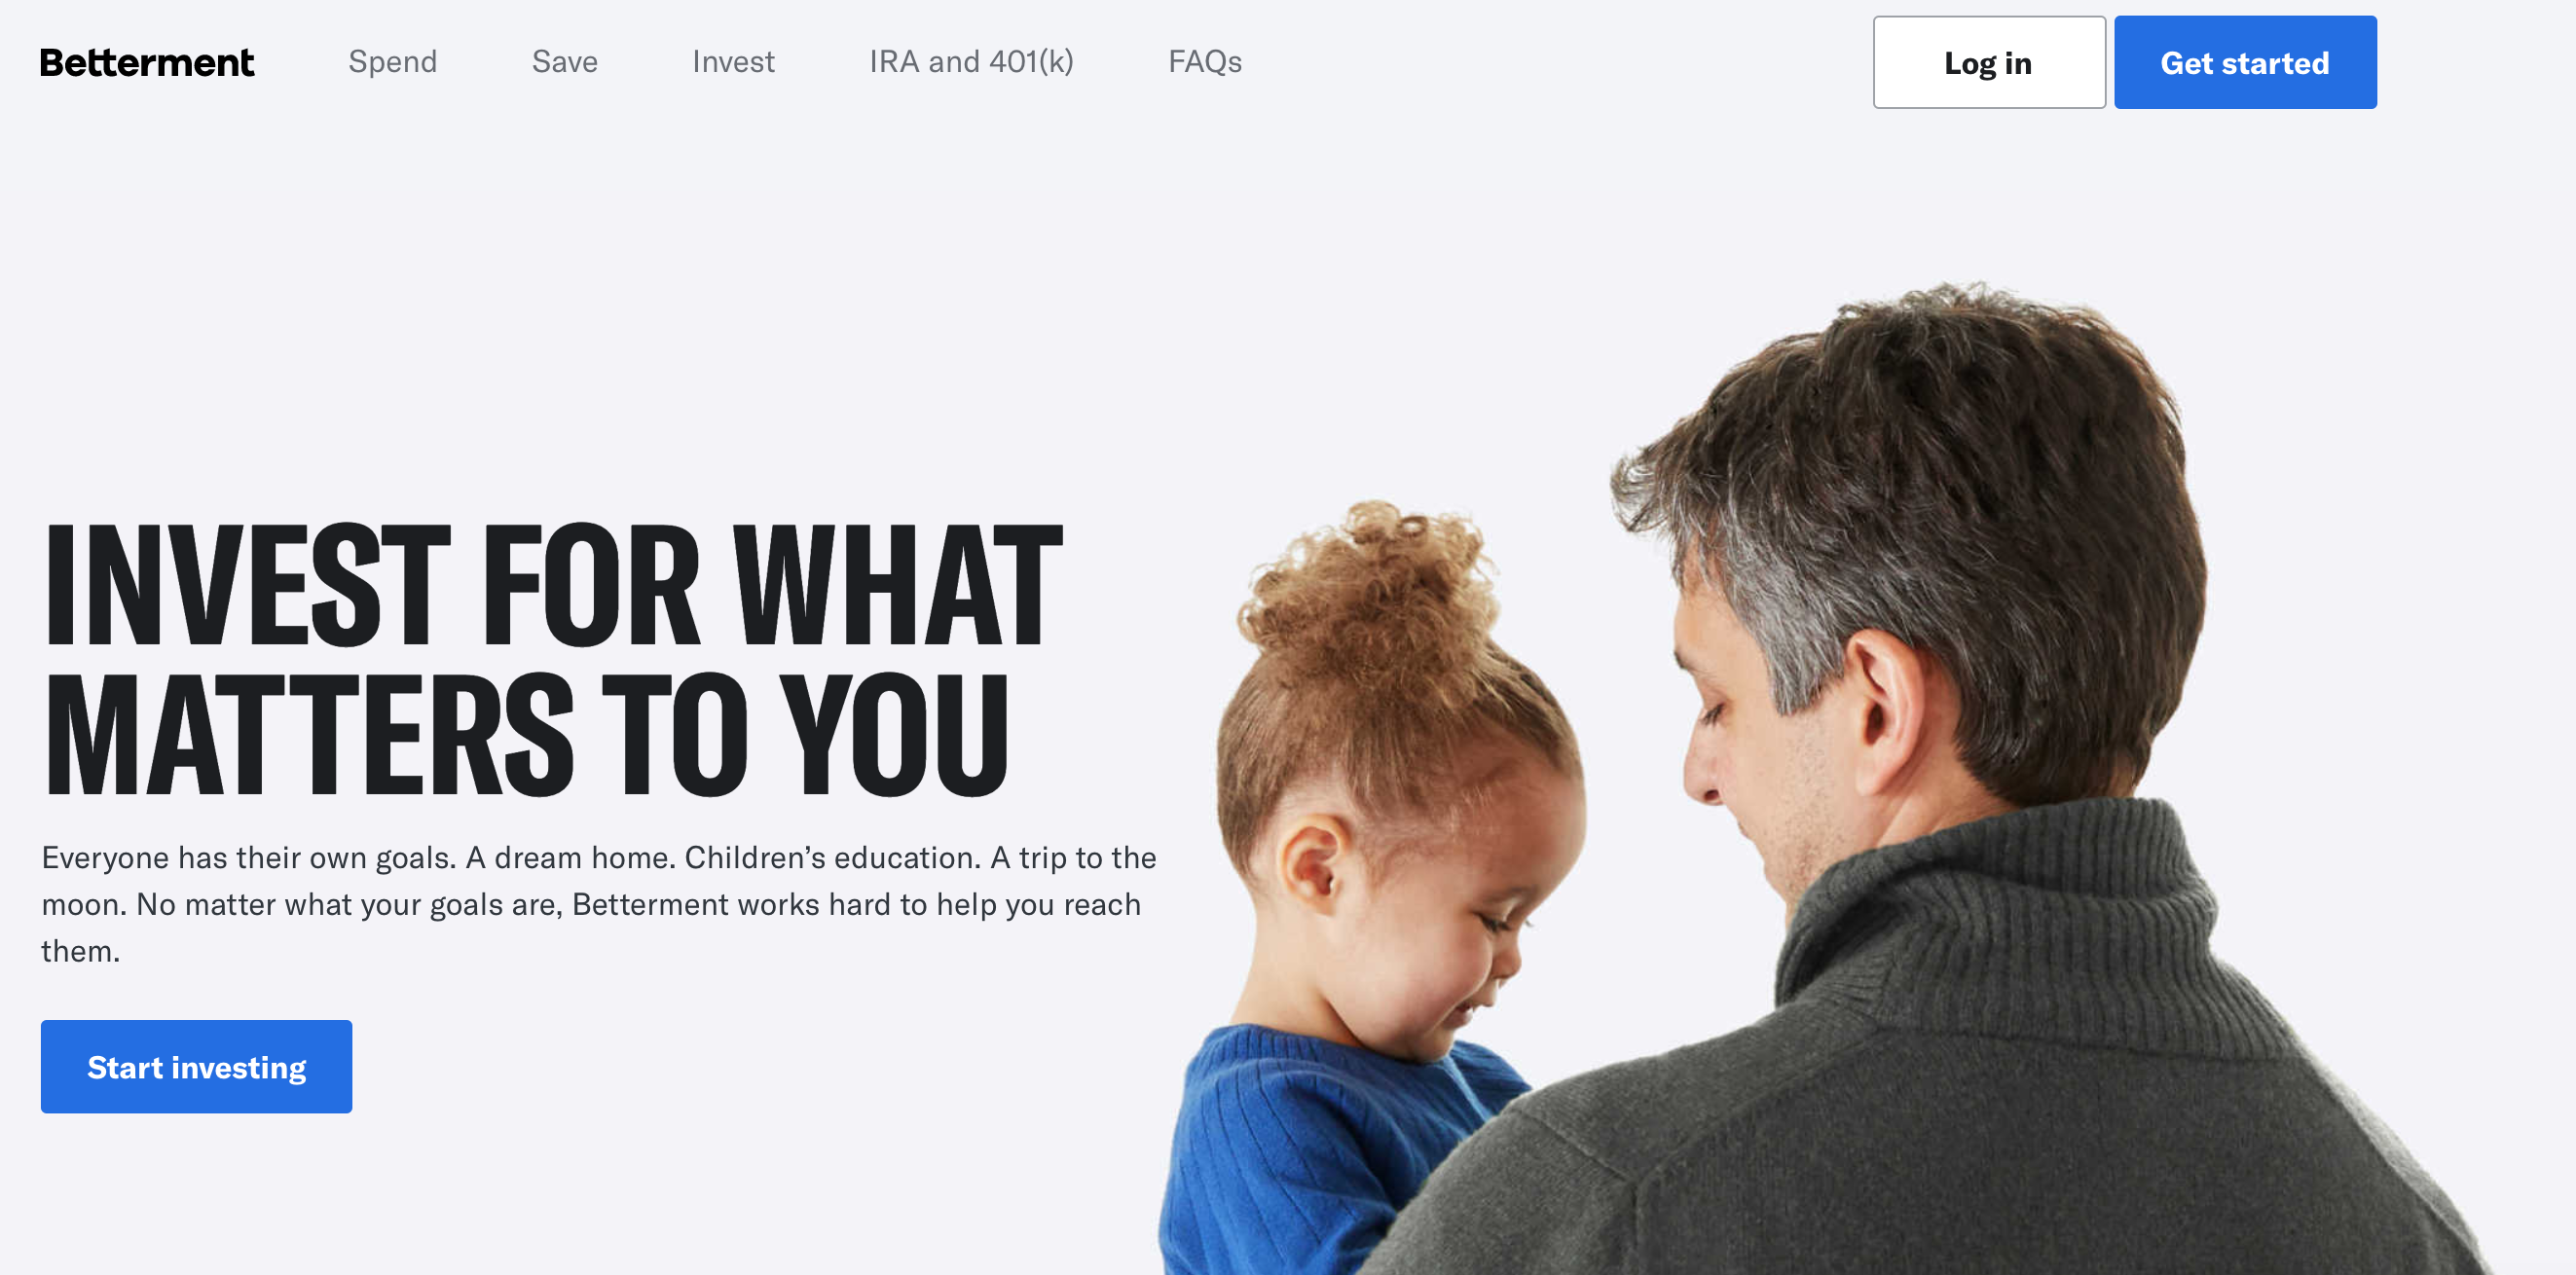 Betterment
Spend
Save
Invest
IRA and 401(k)
FAQs
Log in
Get started
INVEST FOR WHAT
MATTERS TO YOU
Everyone has their own goals. A dream home. Children’s education. A trip to the
moon. No matter what your goals are, Betterment works hard to help you reach
them.
Start investing